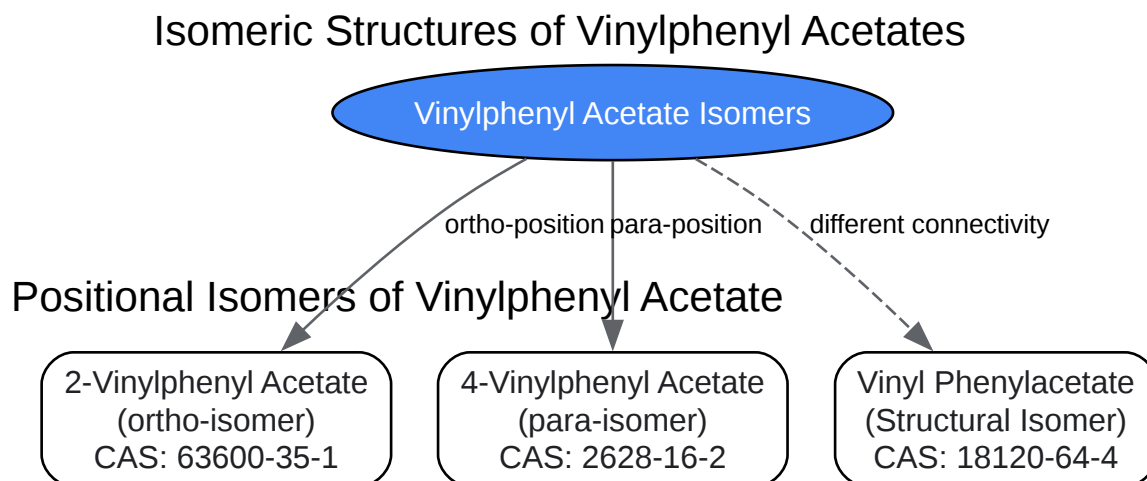 Isomeric Structures of Vinylphenyl Acetates
Vinylphenyl Acetate Isomers
ortho-position
para-position
different connectivity
Positional Isomers of Vinylphenyl Acetate
2-Vinylphenyl Acetate
(ortho-isomer)
CAS: 63600-35-1
4-Vinylphenyl Acetate
(para-isomer)
CAS: 2628-16-2
Vinyl Phenylacetate
(Structural Isomer)
CAS: 18120-64-4